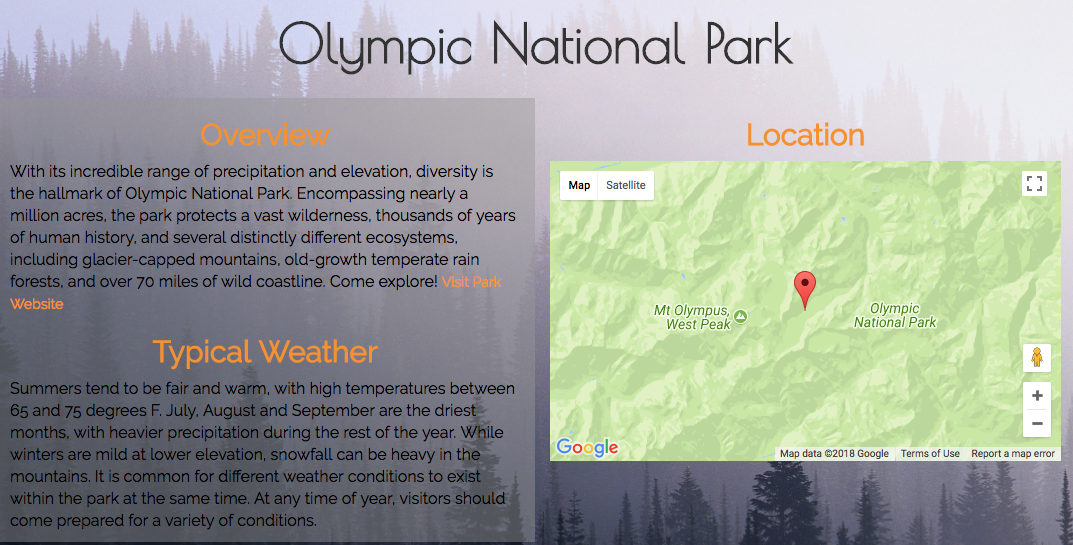 Olympic National Park
Overview
With its incredible range of precipitation and elevation, diversity is
the hallmark of Olympic National Park. Encompassing nearly a
million acres, the park protects a vast wilderness, thousands of years
of human history, and several distinctly different ecosystems,
including glacier-capped mountains, old-growth temperate rain
forests, and over 70 miles of wild coastline. Come explore! Visit Park
Website
Typical Weather
Summers tend to be fair and warm, with high temperatures between
65 and 75 degrees F. July, August and September are the driest
months, with heavier precipitation during the rest of the year. While
winters are mild at lower elevation, snowfall can be heavy in the
mountains. It is common for different weather conditions to exist
within the park at the same time. At any time of year, visitors should
come prepared for a variety of conditions.
Location
Map Satellite
Mt Olympus,
West Peak
Olympic
National Park
Google
Map data ©2018 Google Terms of Use Report a map error